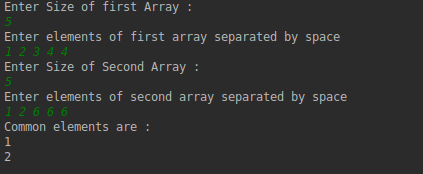 Enter Size of first Array :
5
Enter elements of first array separated by space
1 2 3 4 4
Enter Size of Second Array :
5
Enter elements of second array separated by space
1 2 6 6 6
Common elements are :
1
2